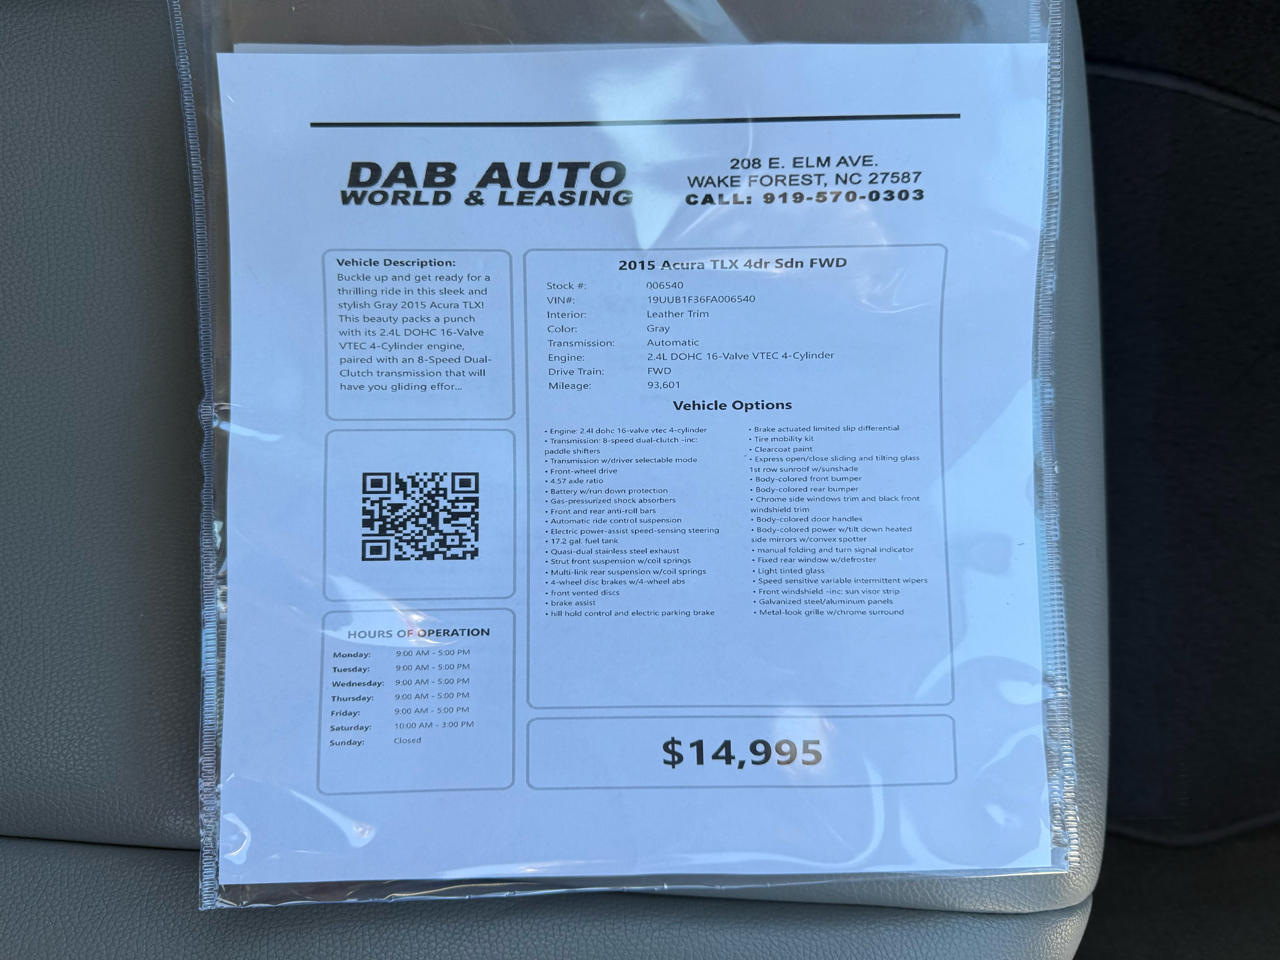 DAB AUTO
WORLD & LEASING
208 E. ELM AVE.
WAKE FOREST, NC 27587
CALL: 919-570-0303
Vehicle Description:
Buckle up and get ready for a
thrilling ride in this sleek and
stylish Gray 2015 Acura TLX!
This beauty packs a punch
with its 2.4L DOHC 16-Valve
VTEC 4-Cylinder engine,
paired with an 8-Speed Dual-
Clutch transmission that will
have you gliding effor...
HOURS OF OPERATION
Monday: 9:00 AM - 5:00 PM
Tuesday: 9:00 AM - 5:00 PM
Wednesday: 9:00 AM - 5:00 PM
Thursday: 9:00 AM - 5:00 PM
Friday: 9:00 AM - 5:00 PM
Saturday: 10:00 AM - 3:00 PM
Sunday: Closed
2015 Acura TLX 4dr Sdn FWD
Stock #: 006540
VIN#: 19UUB1F36FA006540
Interior: Leather Trim
Color: Gray
Transmission: Automatic
Engine: 2.4L DOHC 16-Valve VTEC 4-Cylinder
Drive Train: FWD
Mileage: 93,601
Vehicle Options
• Engine: 2.4l dohc 16-valve vtec 4-cylinder
• Transmission: 8-speed dual-clutch -inc:
paddle shifters
• Transmission w/driver selectable mode
• Front-wheel drive
• 4.57 axle ratio
• Battery w/run down protection
• Gas-pressurized shock absorbers
• Front and rear anti-roll bars
• Automatic ride control suspension
• Electric power-assist speed-sensing steering
• 17.2 gal. fuel tank
• Quasi-dual stainless steel exhaust
• Strut front suspension w/coil springs
• Multi-link rear suspension w/coil springs
• 4-wheel disc brakes w/4-wheel abs
• front vented discs
• brake assist
• hill hold control and electric parking brake
• Brake actuated limited slip differential
• Tire mobility kit
• Clearcoat paint
• Express open/close sliding and tilting glass
1st row sunroof w/sunshade
• Body-colored front bumper
• Body-colored rear bumper
• Chrome side windows trim and black front
windshield trim
• Body-colored door handles
• Body-colored power w/tilt down heated
side mirrors w/convex spotter
• manual folding and turn signal indicator
• Fixed rear window w/defroster
• Light tinted glass
• Speed sensitive variable intermittent wipers
• Front windshield -inc: sun visor strip
• Galvanized steel/aluminum panels
• Metal-look grille w/chrome surround
$14,995